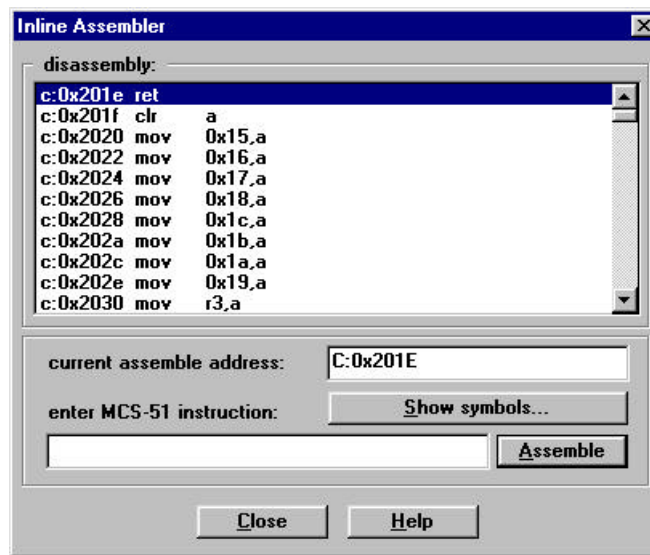 Inline Assembler
disassembly:
c:0x201e ret
c:0x201f clr a
c:0x2020 mov 0x15,a
c:0x2022 mov 0x16,a
c:0x2024 mov 0x17,a
c:0x2026 mov 0x18,a
c:0x2028 mov 0x1c,a
c:0x202a mov 0x1b,a
c:0x202c mov 0x1a,a
c:0x202e mov 0x19,a
c:0x2030 mov r3,a
current assemble address: C:0x201E
enter MCS-51 instruction: Show symbols...
Assemble
Close Help